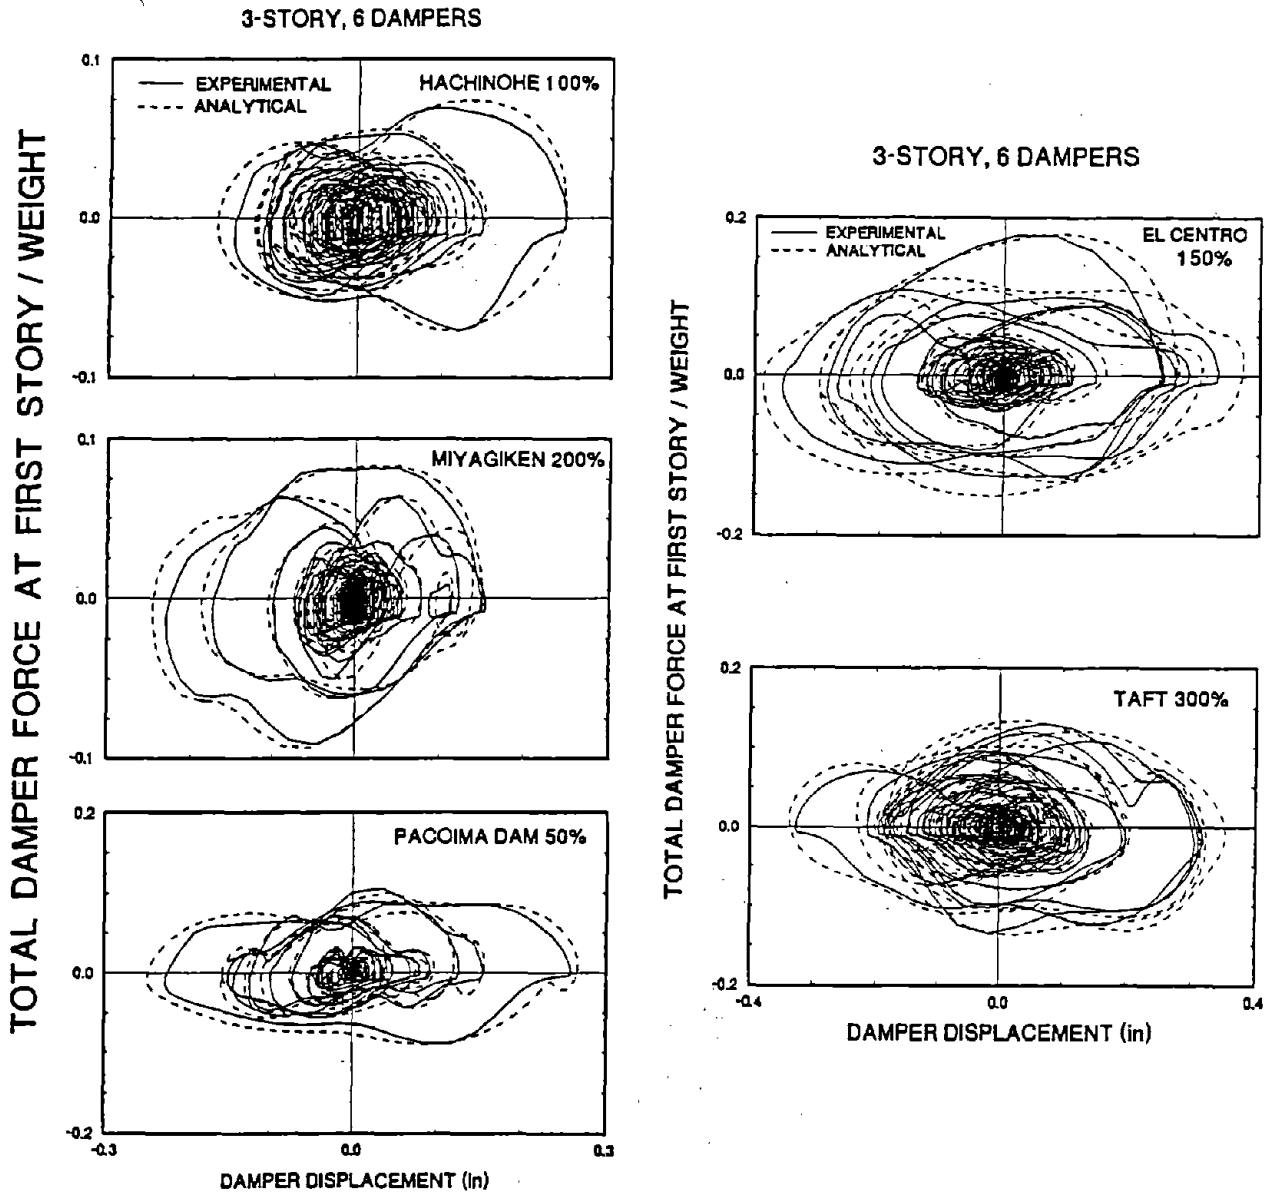 3-STORY, 6 DAMPERS
TOTAL DAMPER FORCE AT FIRST STORY / WEIGHT
0.1
EXPERIMENTAL
ANALYTICAL
HACHINOHE 100%
0.0
-0.1
0.1
MIYAGIKEN 200%
0.0
-0.1
0.2
PACOIMA DAM 50%
0.0
-0.2
-0.3
0.0
0.3
DAMPER DISPLACEMENT (in)
3-STORY, 6 DAMPERS
TOTAL DAMPER FORCE AT FIRST STORY / WEIGHT
0.2
EXPERIMENTAL
ANALYTICAL
EL CENTRO
150%
0.0
-0.2
0.2
TAFT 300%
0.0
-0.2
-0.4
0.0
0.4
DAMPER DISPLACEMENT (in)